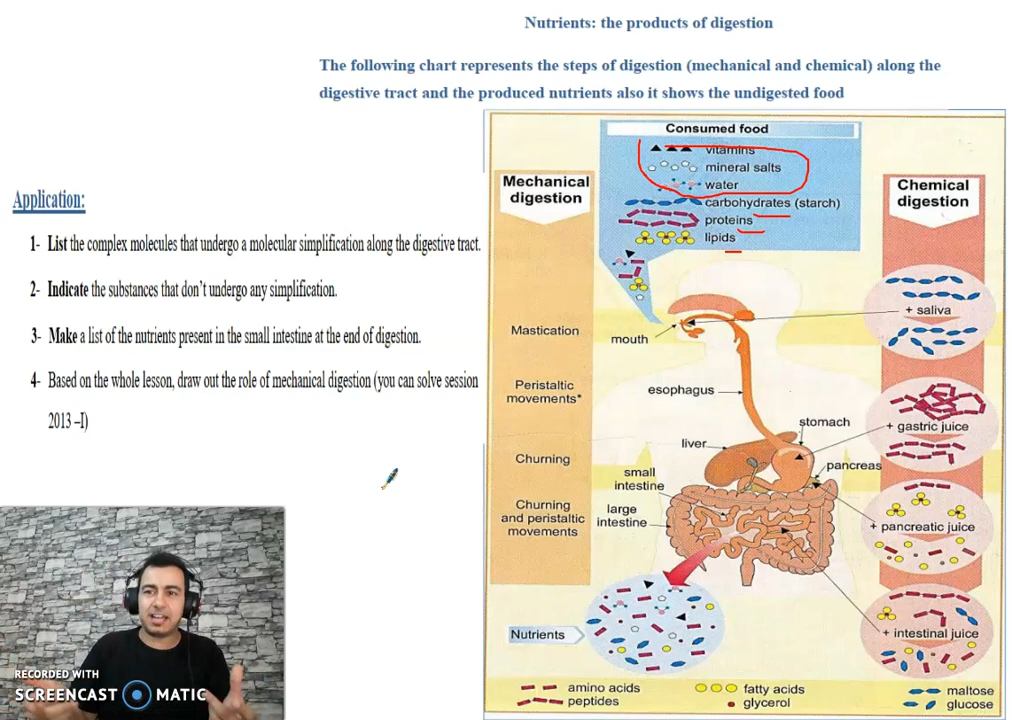 Nutrients: the products of digestion
The following chart represents the steps of digestion (mechanical and chemical) along the
digestive tract and the produced nutrients also it shows the undigested food
Application:
1- List the complex molecules that undergo a molecular simplification along the digestive tract.
2- Indicate the substances that don't undergo any simplification.
3- Make a list of the nutrients present in the small intestine at the end of digestion.
4- Based on the whole lesson, draw out the role of mechanical digestion (you can solve session
2013 –I)
Consumed food
vitamins
mineral salts
water
carbohydrates (starch)
proteins
lipids
Mechanical
digestion
Mastication
Peristaltic
movements*
Churning
Churning
and peristaltic
movements
Chemical
digestion
+ saliva
+ gastric juice
+ pancreatic juice
+ intestinal juice
mouth
esophagus
stomach
liver
pancreas
small
intestine
large
intestine
Nutrients
amino acids
peptides
fatty acids
glycerol
maltose
glucose
RECORDED WITH
SCREENCAST MATIC